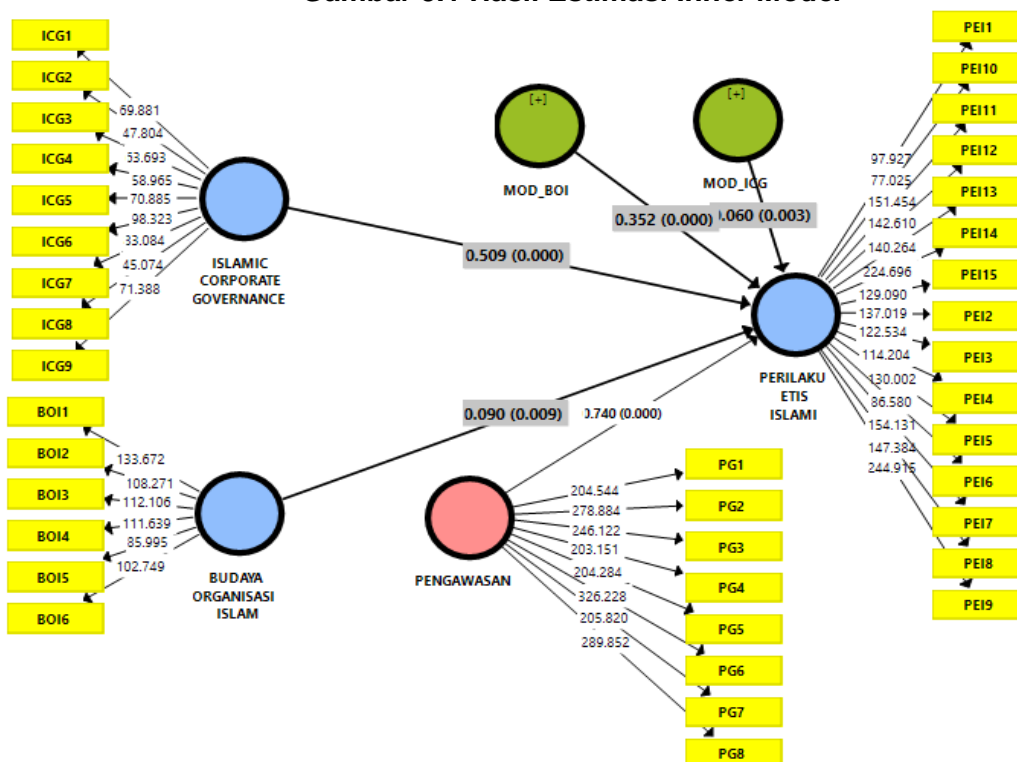 ICG1
ICG2
ICG3
ICG4
ICG5
ICG6
ICG7
ICG8
ICG9
69.881
47.804
53.693
58.965
70.885
98.323
33.084
45.074
71.388
ISLAMIC
CORPORATE
GOVERNANCE
[+]
MOD_BOI
[+]
MOD_ICG
0.352 (0.000)
.060 (0.003)
0.509 (0.000)
BOI1
BOI2
BOI3
BOI4
BOI5
BOI6
133.672
108.271
112.106
111.639
85.995
102.749
BUDAYA
ORGANISASI
ISLAM
0.090 (0.009)
0.740 (0.000)
PENGAWASAN
204.544
278.884
246.122
203.151
204.284
326.228
205.820
289.852
PG1
PG2
PG3
PG4
PG5
PG6
PG7
PG8
PERILAKU
ETIS
ISLAMI
97.927
77.025
151.454
142.610
140.264
224.696
129.090
137.019
122.534
114.204
130.002
86.580
154.131
147.384
244.915
PEI1
PEI10
PEI11
PEI12
PEI13
PEI14
PEI15
PEI2
PEI3
PEI4
PEI5
PEI6
PEI7
PEI8
PEI9